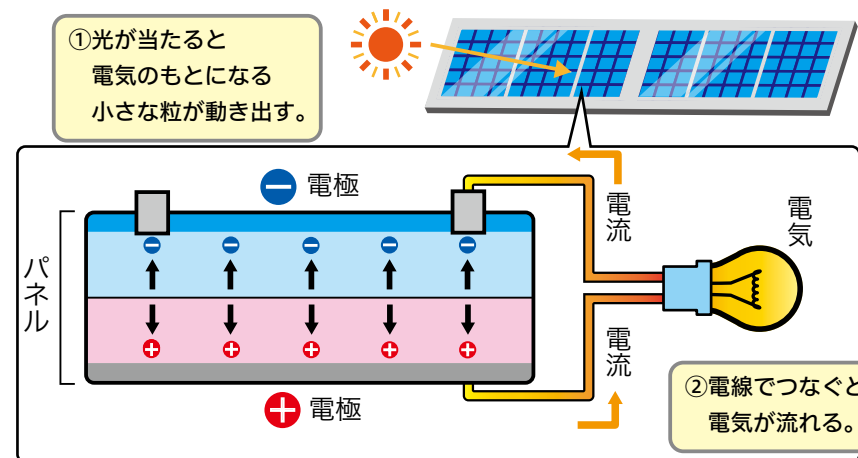 ①光が当たると
電気のもとになる
小さな粒が動き出す。
電極
電流
電気
パネル
電流
電極
②電線でつなぐと
電気が流れる。